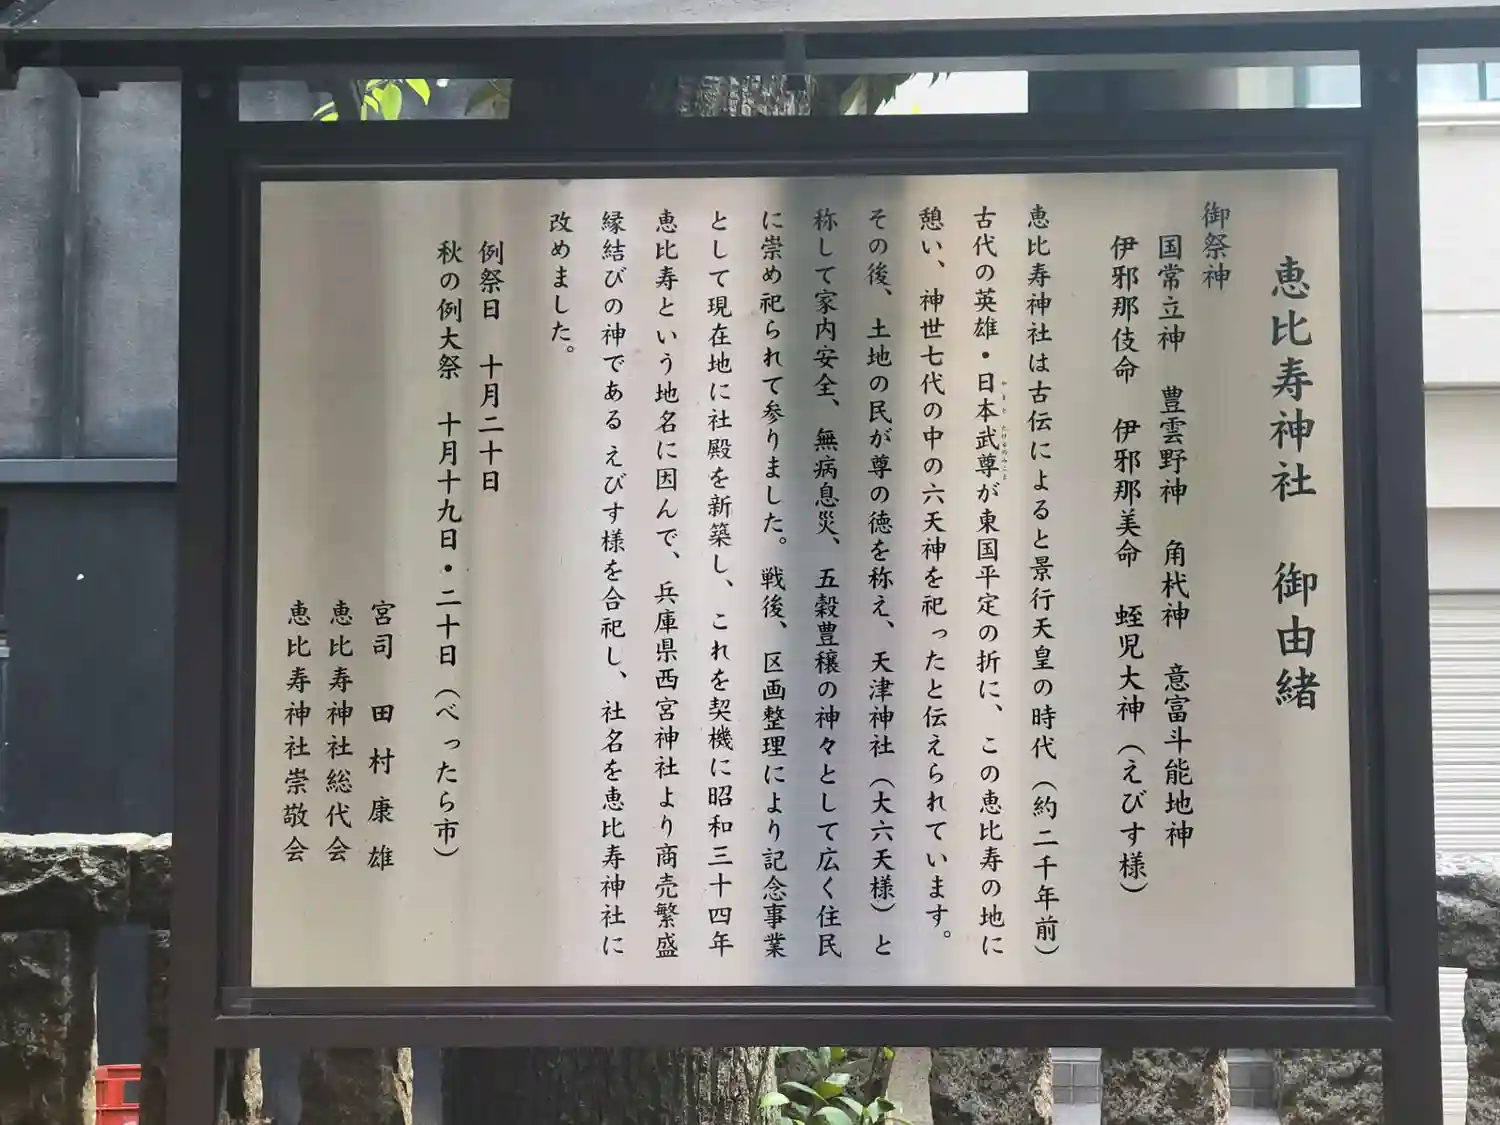 恵比寿神社 御由緒
御祭神
国常立神 豊雲野神 角杙神 意富斗能地神
伊邪那伎命 伊邪那美命 蛭児大神（えびす様）
恵比寿神社は古伝によると景行天皇の時代（約二千年前）
古代の英雄・日本武尊が東国平定の折に、この恵比寿の地に
やまとたけるのみこと
憩い、神世七代の中の六天神を祀ったと伝えられています。
その後、土地の民が尊の徳を称え、天津神社（大六天様）と
称して家内安全、無病息災、五穀豊穣の神々として広く住民
に崇め祀られて参りました。戦後、区画整理により記念事業
として現在地に社殿を新築し、これを契機に昭和三十四年
恵比寿という地名に因んで、兵庫県西宮神社より商売繁盛
縁結びの神である えびす様を合祀し、社名を恵比寿神社に
改めました。
例祭日 十月二十日
秋の例大祭 十月十九日・二十日（べったら市）
宮司 田村康雄
恵比寿神社総代会
恵比寿神社崇敬会